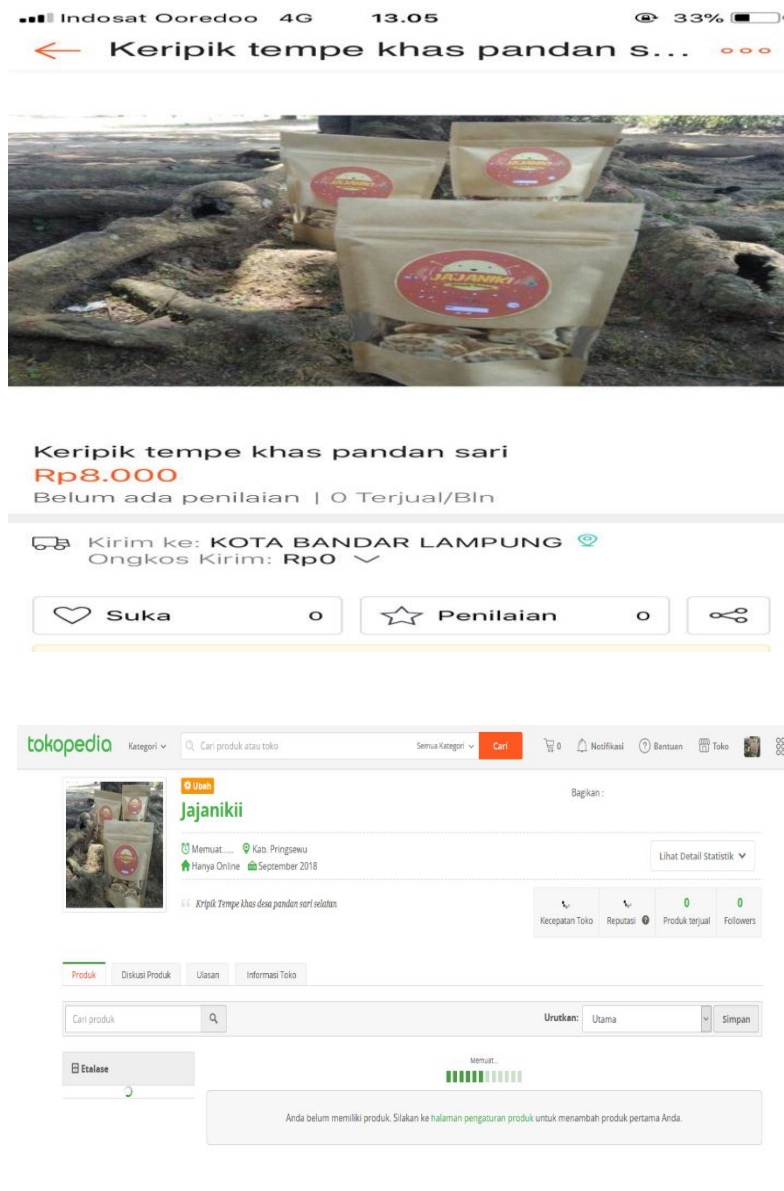 Indosat Ooredoo 4G 13.05 33%
Keripik tempe khas pandan s...
JAJANIKI
JAJANIKI
Keripik tempe khas pandan sari
Rp8.000
Belum ada penilaian | 0 Terjual/Bln
Kirim ke: KOTA BANDAR LAMPUNG
Ongkos Kirim: Rp0
Suka 0 Penilaian 0
tokopedia Kategori Cari produk atau toko Semua Kategori Cari 0 Notifikasi Bantuan Toko
Ubah
Jajanikii
Bagikan :
Memuat...... Kab. Pringsewu
Hanya Online September 2018
Lihat Detail Statistik
Kripik Tempe khas desa pandan sari selatan
0 0
Kecepatan Toko Reputasi Produk terjual Followers
Produk Diskusi Produk Ulasan Informasi Toko
Cari produk Urutkan: Utama Simpan
Etalase
Memuat...
Anda belum memiliki produk. Silakan ke halaman pengaturan produk untuk menambah produk pertama Anda.